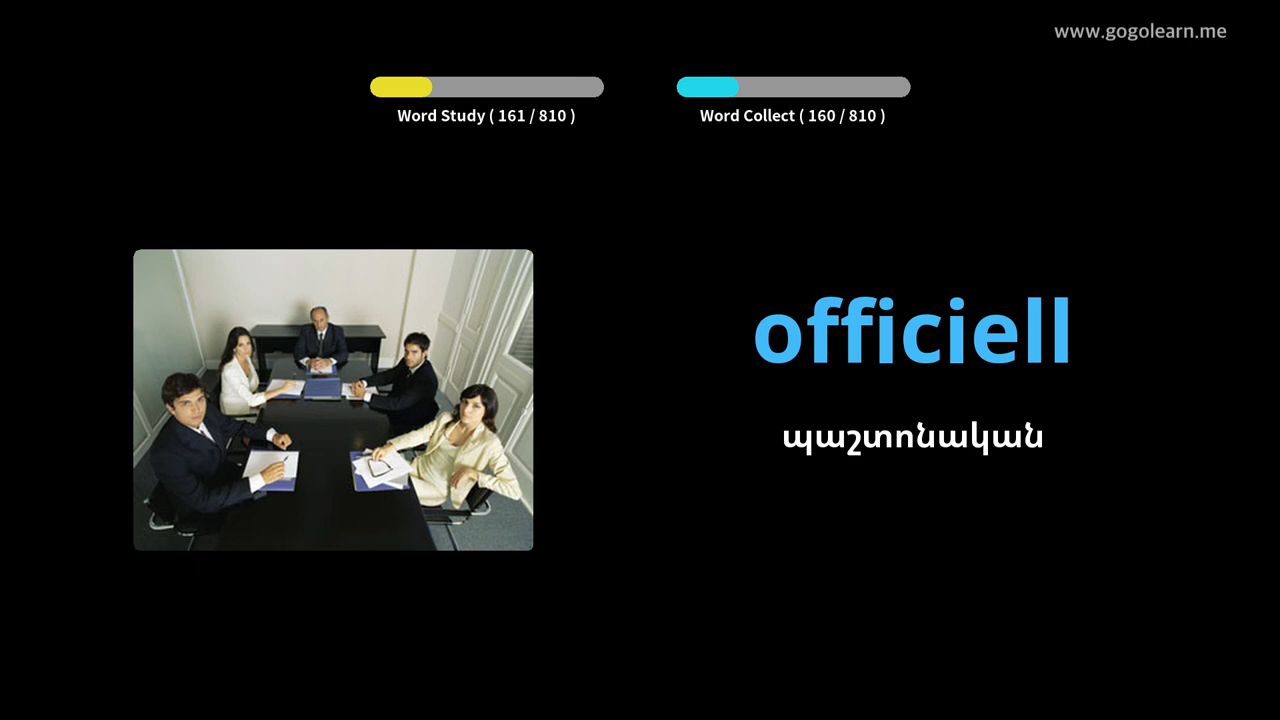 www.gogolearn.me
Word Study ( 161 / 810 )
Word Collect ( 160 / 810 )
officiell
պաշտոնական